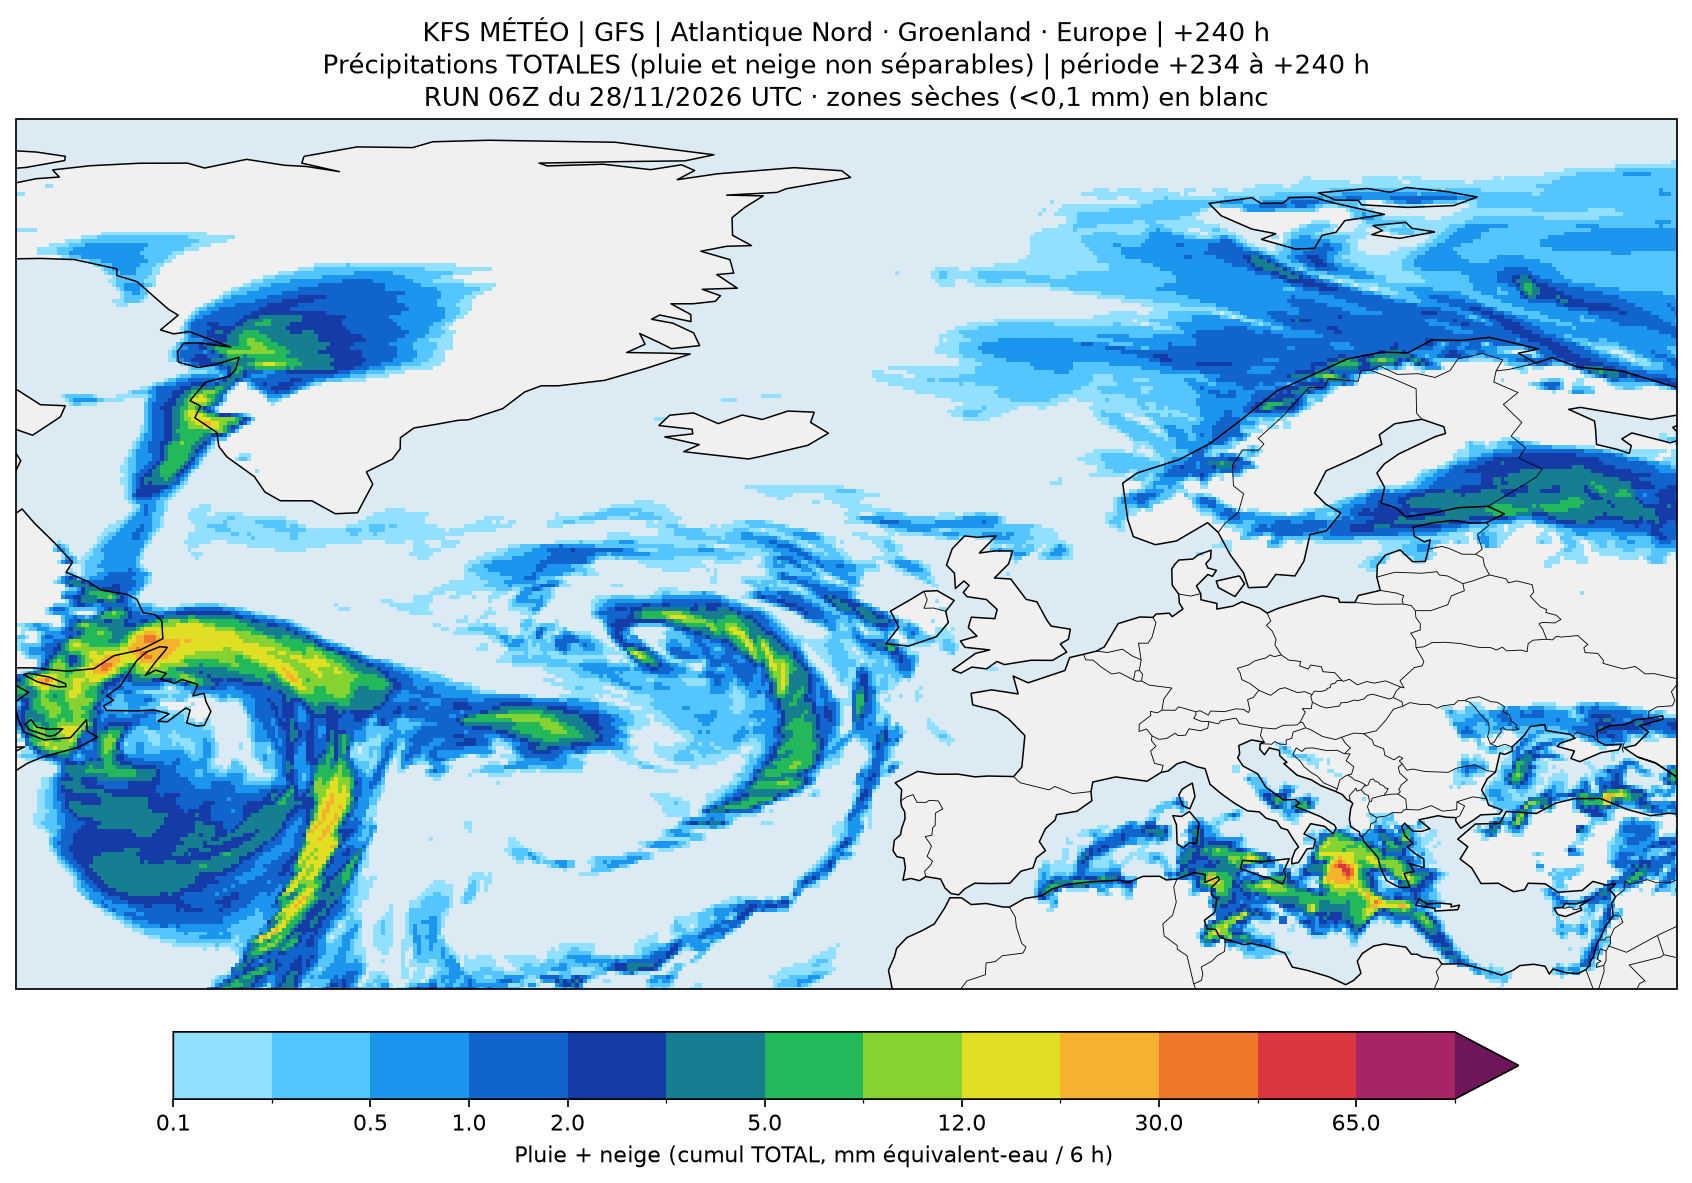 KFS MÉTÉO | GFS | Atlantique Nord · Groenland · Europe | +240 h
Précipitations TOTALES (pluie et neige non séparables) | période +234 à +240 h
RUN 06Z du 28/11/2026 UTC · zones sèches (<0,1 mm) en blanc
0.1 0.5 1.0 2.0 5.0 12.0 30.0 65.0
Pluie + neige (cumul TOTAL, mm équivalent-eau / 6 h)